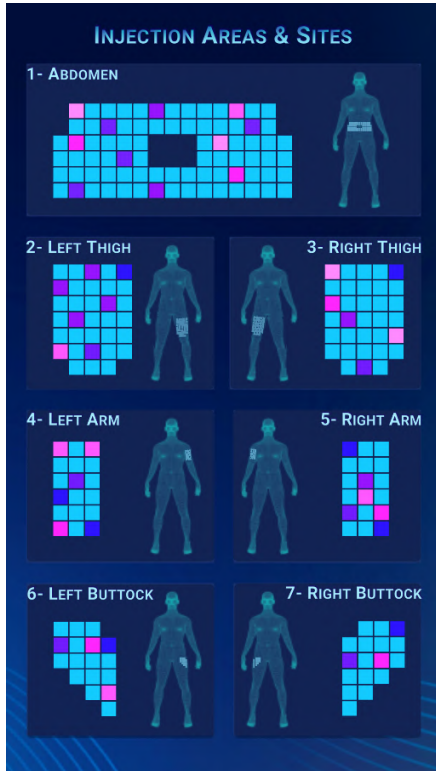 Injection Areas & Sites
1- Abdomen
2- Left Thigh
3- Right Thigh
4- Left Arm
5- Right Arm
6- Left Buttock
7- Right Buttock